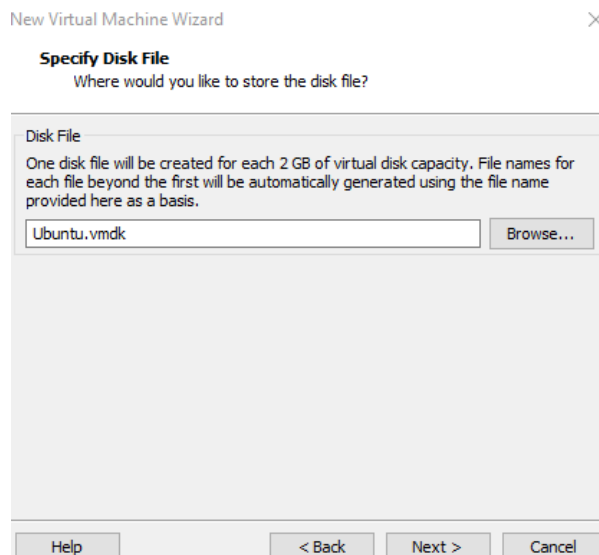 New Virtual Machine Wizard
Specify Disk File
Where would you like to store the disk file?
Disk File
One disk file will be created for each 2 GB of virtual disk capacity. File names for
each file beyond the first will be automatically generated using the file name
provided here as a basis.
Ubuntu.vmdk Browse...
Help < Back Next > Cancel